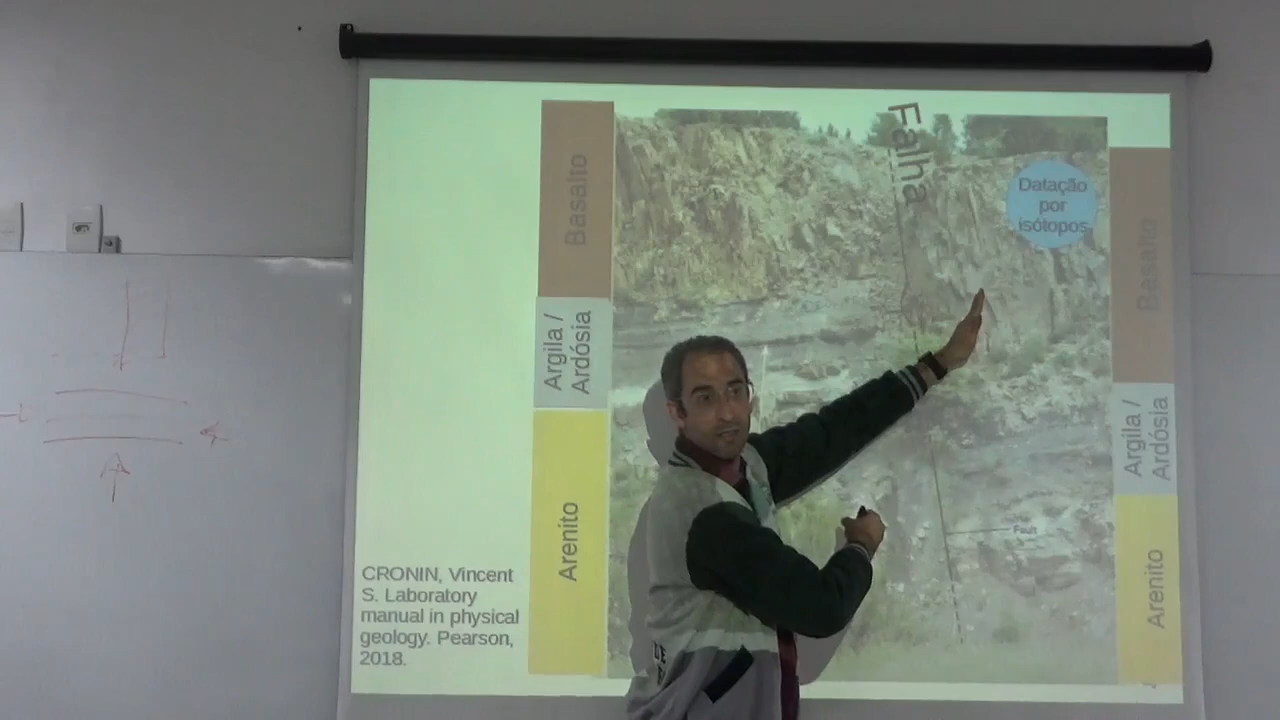 Falha
Datação
por
isótopos
Basalto
Argila /
Ardósia
Arenito
Basalto
Argila /
Ardósia
Arenito
Fault
CRONIN, Vincent
S. Laboratory
manual in physical
geology. Pearson,
2018.